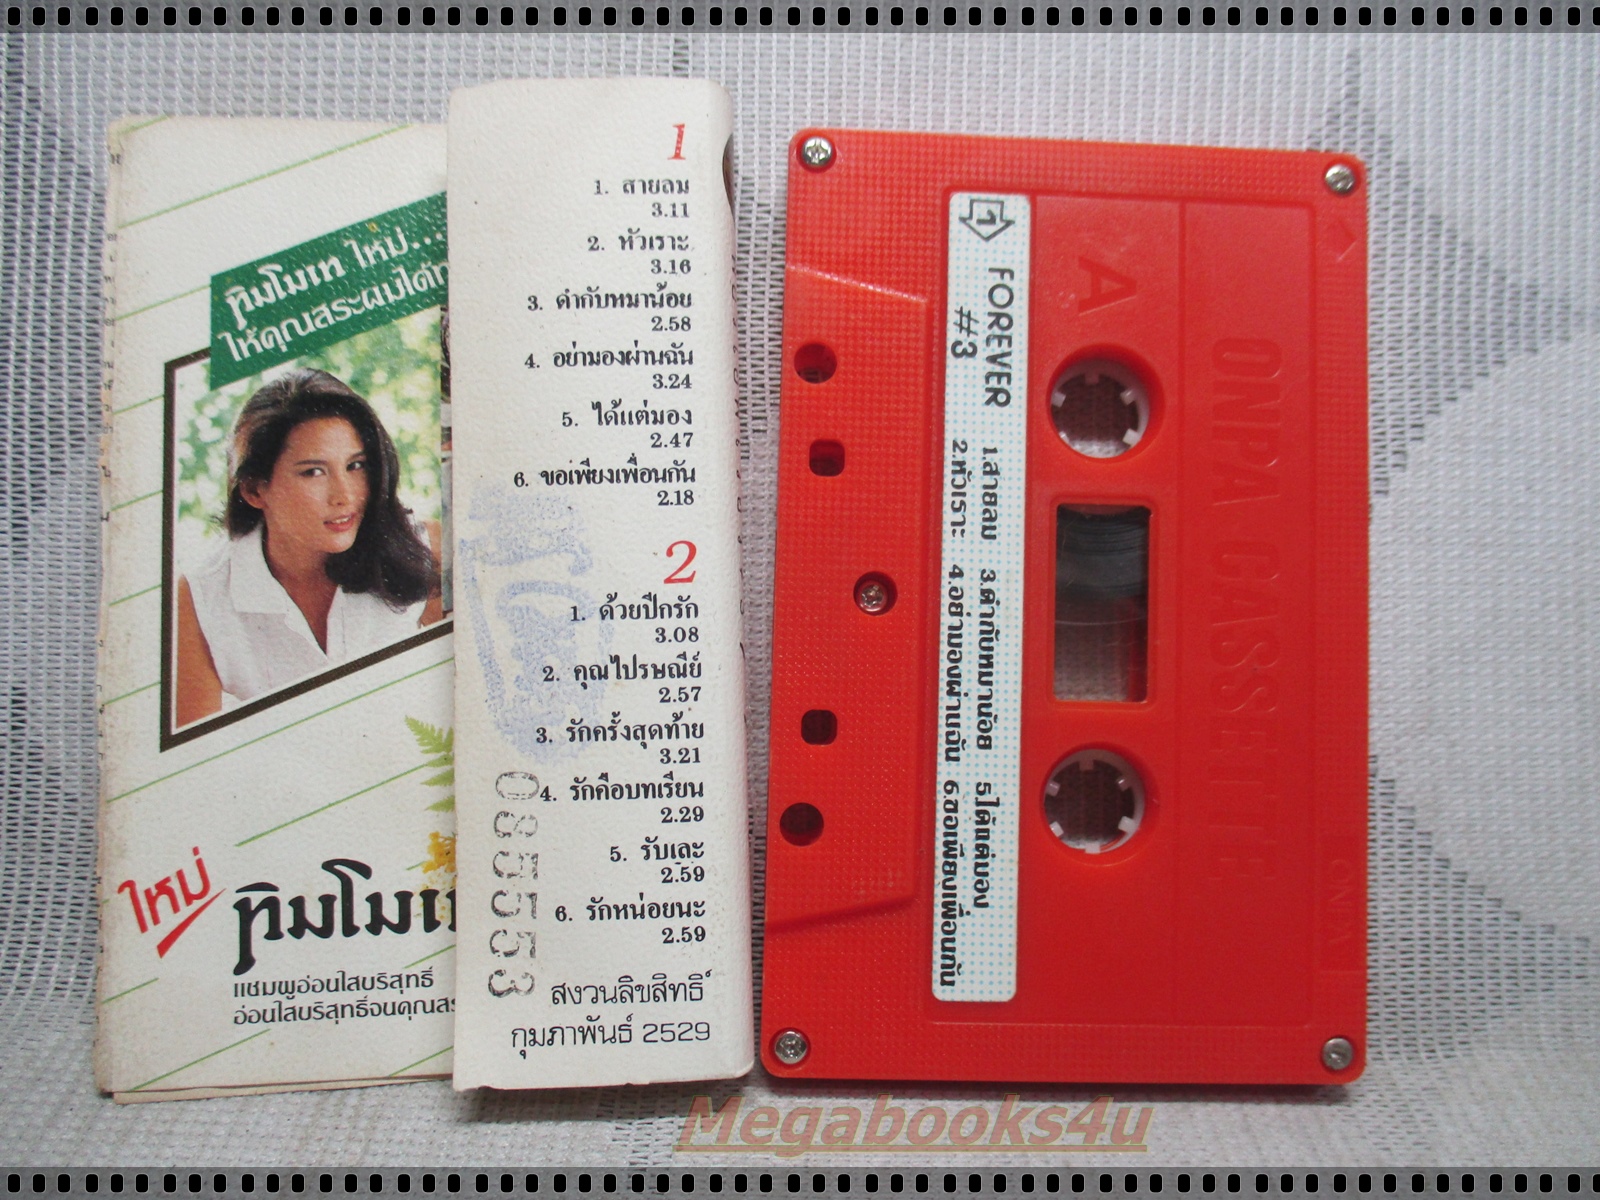 ทิมโมเท ใหม่...
ให้คุณสระผมได้ท
ใหม่
ทิมโมเท
แชมพูอ่อนใสบริสุทธิ์
อ่อนใสบริสุทธิ์จนคุณสร
1
1. สายลม
3.11
2. หัวเราะ
3.16
3. ดำกับหมาน้อย
2.58
4. อย่ามองผ่านฉัน
3.24
5. ได้แต่มอง
2.47
6. ขอเพียงเพื่อนกัน
2.18
2
1. ด้วยปีกรัก
3.08
2. คุณไปรษณีย์
2.57
3. รักครั้งสุดท้าย
3.21
4. รักคือบทเรียน
2.29
5. รับเละ
2.59
6. รักหน่อยนะ
2.59
สงวนลิขสิทธิ์
กุมภาพันธ์ 2529
085553
ONPA CASSETTE
ONPA
A
1
FOREVER
#3
1.สายลม 3.ดำกับหมาน้อย 5.ได้แต่มอง
2.หัวเราะ 4.อย่ามองผ่านฉัน 6.ขอเพียงเพื่อนกัน
Megabooks4u